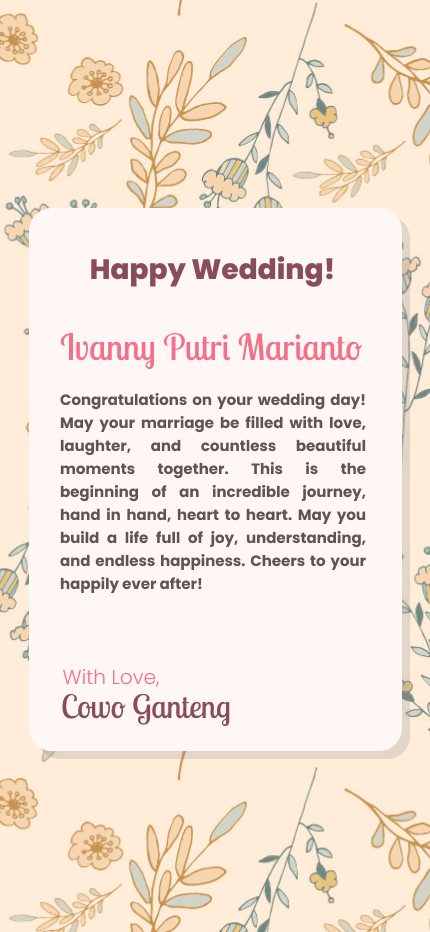 Happy Wedding!
Ivanny Putri Marianto
Congratulations on your wedding day!
May your marriage be filled with love,
laughter, and countless beautiful
moments together. This is the
beginning of an incredible journey,
hand in hand, heart to heart. May you
build a life full of joy, understanding,
and endless happiness. Cheers to your
happily ever after!
With Love,
Cowo Ganteng